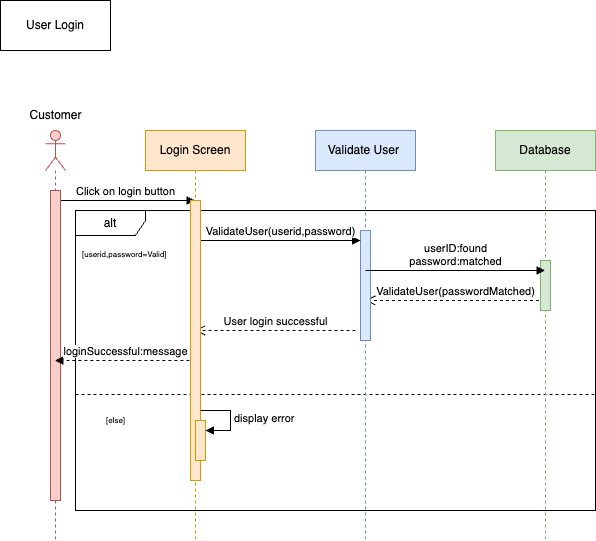 User Login
Customer
Login Screen
Validate User
Database
Click on login button
alt
ValidateUser(userid,password)
[userid,password=Valid]
userID:found
password:matched
ValidateUser(passwordMatched)
User login successful
loginSuccessful:message
[else]
display error